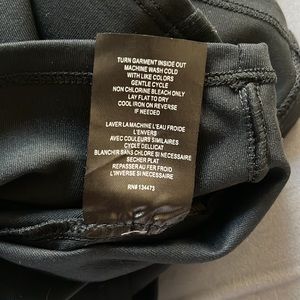 TURN GARMENT INSIDE OUT
MACHINE WASH COLD
WITH LIKE COLORS
GENTLE CYCLE
NON CHLORINE BLEACH ONLY
LAY FLAT TO DRY
COOL IRON ON REVERSE
IF NEEDED
LAVER LA MACHINE L'EAU FROIDE
L'ENVERS
AVEC COULEURS SIMILAIRES
CYCLE DELLICAT
BLANCHIR SANS CHLORE SI NECESSAIRE
SECHER PLAT
REPASSER AU FER FROID
L'INVERSE SI NECESSAIRE
RN# 134473